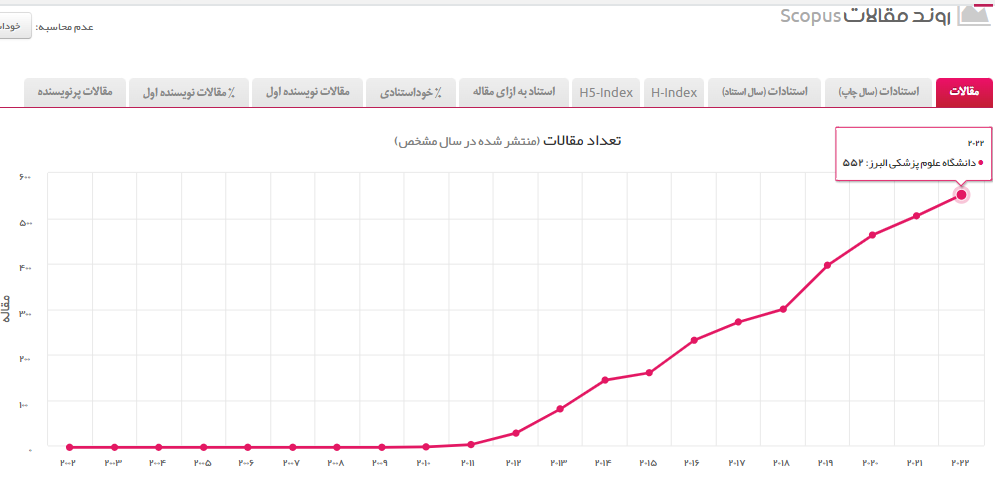 روند مقالات Scopus
عدم محاسبه:
خوداس
مقالات
استنادات (سال چاپ)
استنادات (سال استناد)
H-Index
H5-Index
استناد به ازای مقاله
٪ خوداستنادی
مقالات نویسنده اول
٪ مقالات نویسنده اول
مقالات پرنویسنده
تعداد مقالات (منتشر شده در سال مشخص)
۲۰۲۲
دانشگاه علوم پزشکی البرز: ۵۵۲
مقاله
۶۰۰
۵۰۰
۴۰۰
۳۰۰
۲۰۰
۱۰۰
۰
۲۰۰۲ ۲۰۰۳ ۲۰۰۴ ۲۰۰۵ ۲۰۰۶ ۲۰۰۷ ۲۰۰۸ ۲۰۰۹ ۲۰۱۰ ۲۰۱۱ ۲۰۱۲ ۲۰۱۳ ۲۰۱۴ ۲۰۱۵ ۲۰۱۶ ۲۰۱۷ ۲۰۱۸ ۲۰۱۹ ۲۰۲۰ ۲۰۲۱ ۲۰۲۲